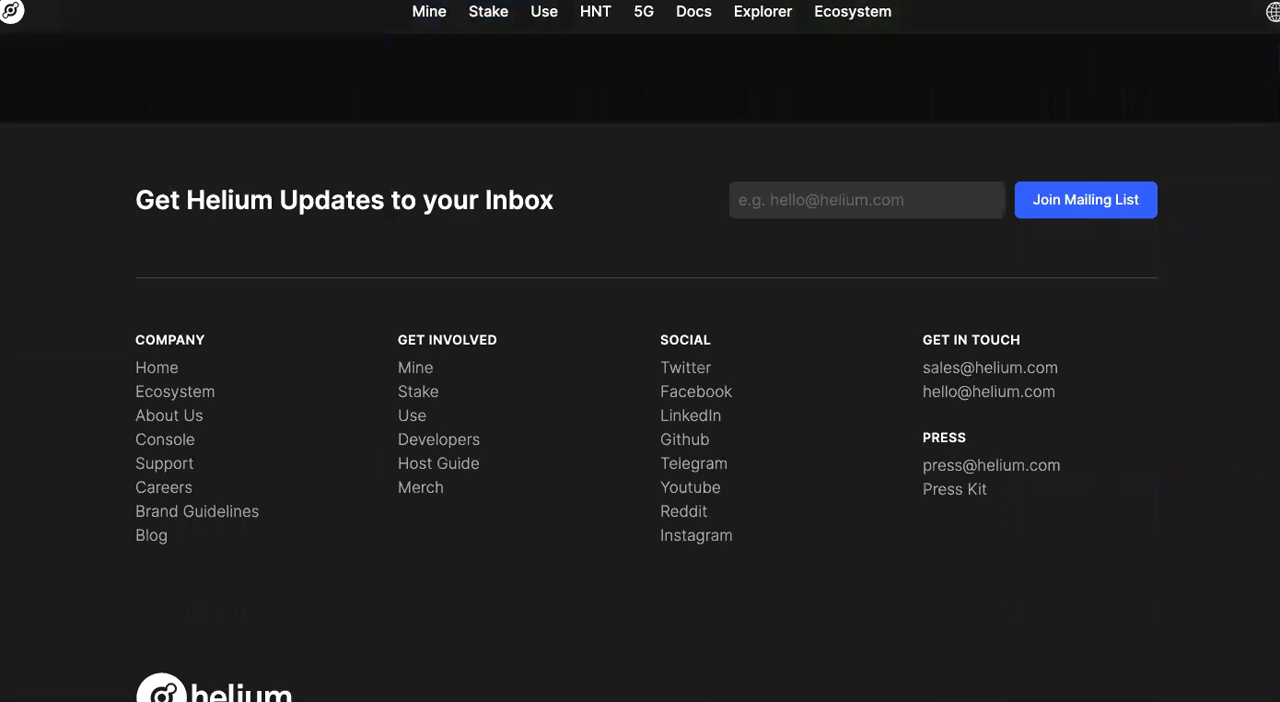 Mine Stake Use HNT 5G Docs Explorer Ecosystem
Get Helium Updates to your Inbox
e.g. hello@helium.com
Join Mailing List
COMPANY
Home
Ecosystem
About Us
Console
Support
Careers
Brand Guidelines
Blog
GET INVOLVED
Mine
Stake
Use
Developers
Host Guide
Merch
SOCIAL
Twitter
Facebook
LinkedIn
Github
Telegram
Youtube
Reddit
Instagram
GET IN TOUCH
sales@helium.com
hello@helium.com
PRESS
press@helium.com
Press Kit
helium